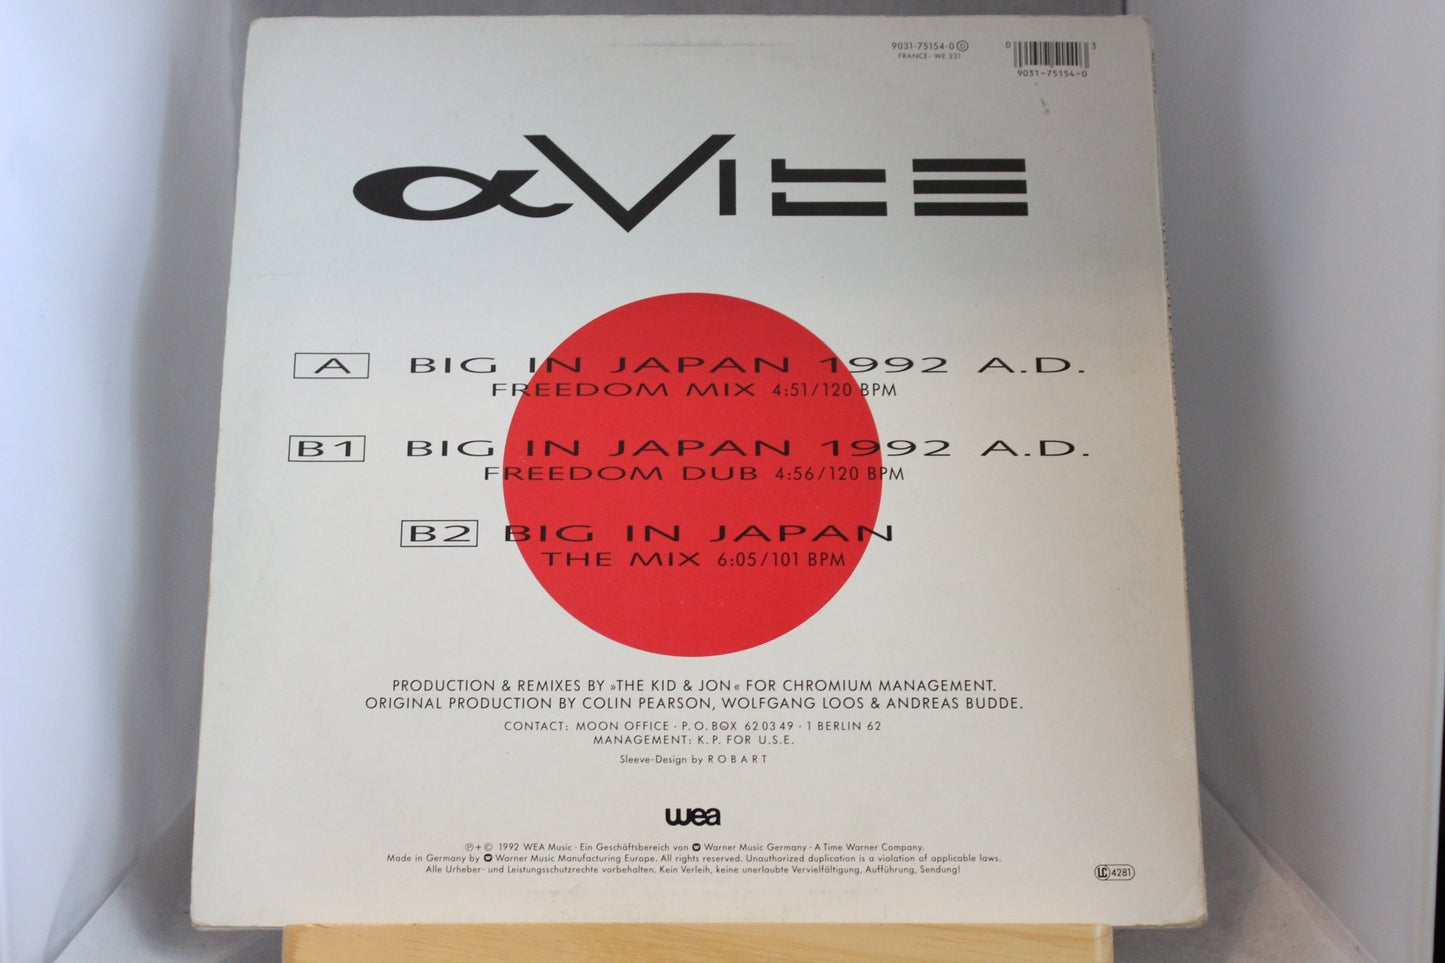 9031-75154-0 D
FRANCE: WE 231
0 3
9031-75154-0
αVILLE
A BIG IN JAPAN 1992 A.D.
FREEDOM MIX 4:51/120 BPM
B1 BIG IN JAPAN 1992 A.D.
FREEDOM DUB 4:56/120 BPM
B2 BIG IN JAPAN
THE MIX 6:05/101 BPM
PRODUCTION & REMIXES BY »THE KID & JON« FOR CHROMIUM MANAGEMENT.
ORIGINAL PRODUCTION BY COLIN PEARSON, WOLFGANG LOOS & ANDREAS BUDDE.
CONTACT: MOON OFFICE · P.O.BOX 620349 · 1 BERLIN 62
MANAGEMENT: K.P. FOR U.S.E.
Sleeve-Design by ROBART
wea
℗+© 1992 WEA Music · Ein Geschäftsbereich von Warner Music Germany · A Time Warner Company.
Made in Germany by Warner Music Manufacturing Europe. All rights reserved. Unauthorized duplication is a violation of applicable laws.
Alle Urheber- und Leistungsschutzrechte vorbehalten. Kein Verleih, keine unerlaubte Vervielfältigung, Aufführung, Sendung!
LC 4281